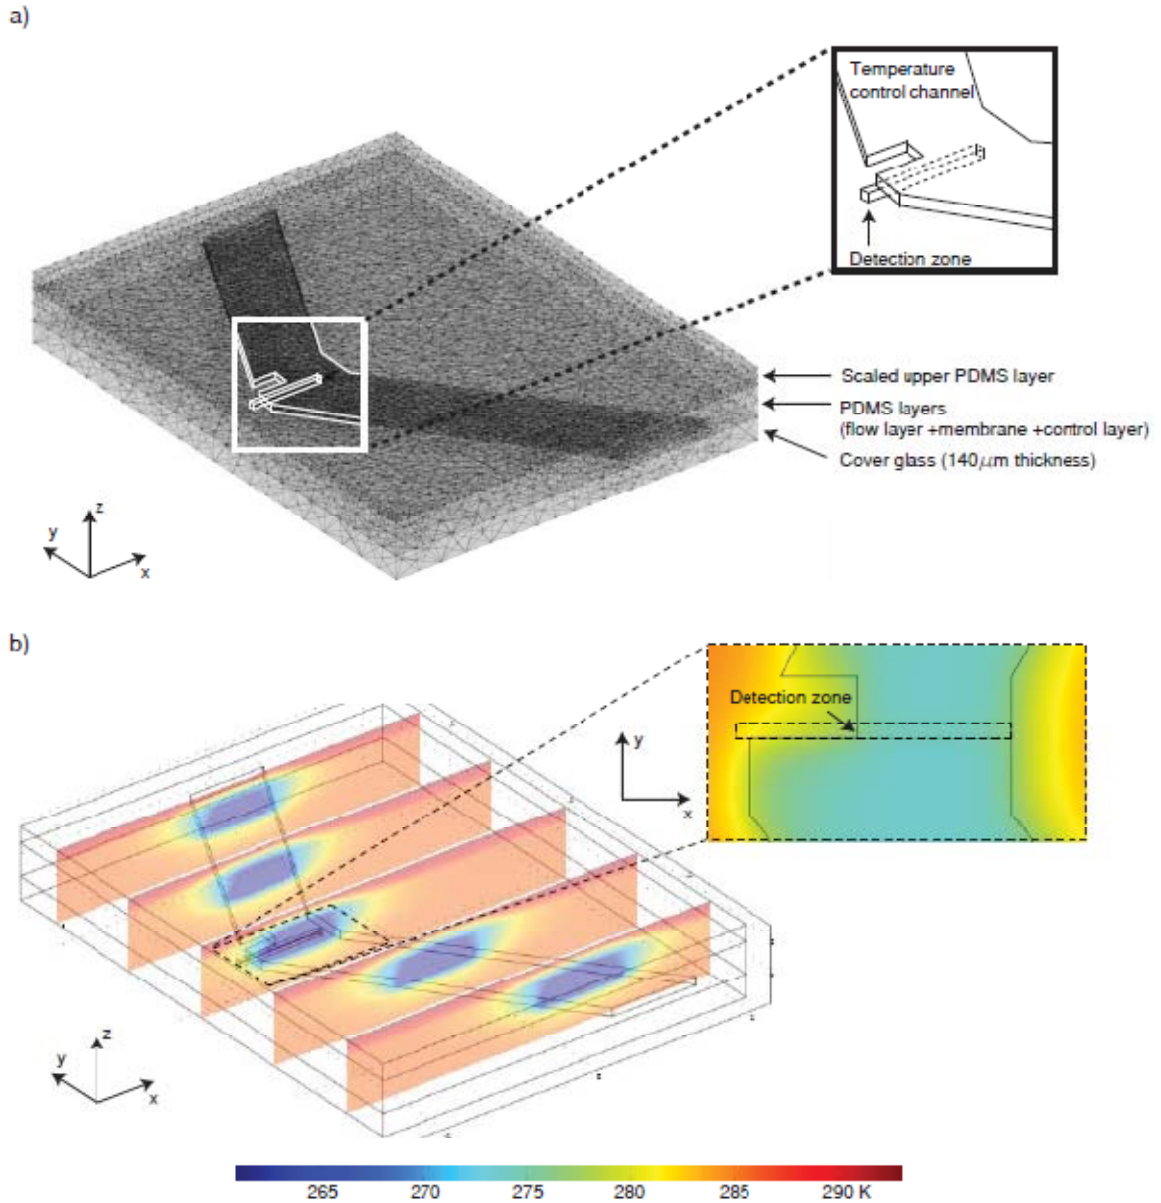 a)
Temperature
control channel
Detection zone
Scaled upper PDMS layer
PDMS layers
(flow layer +membrane +control layer)
Cover glass (140μm thickness)
z
y
x
b)
Detection zone
y
x
z
y
x
265 270 275 280 285 290 K